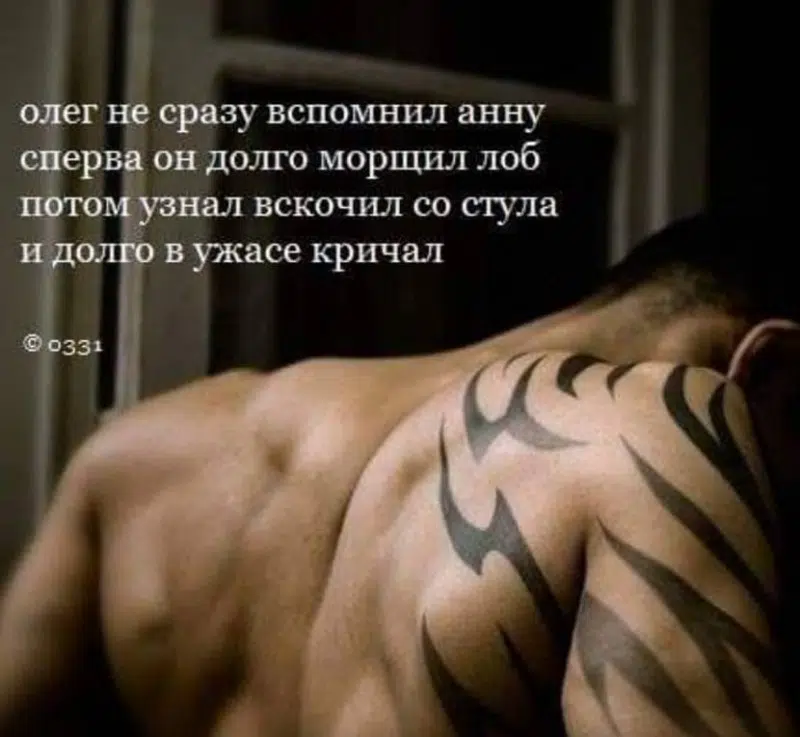 олег не сразу вспомнил анну
сперва он долго морщил лоб
потом узнал вскочил со стула
и долго в ужасе кричал
© 0331